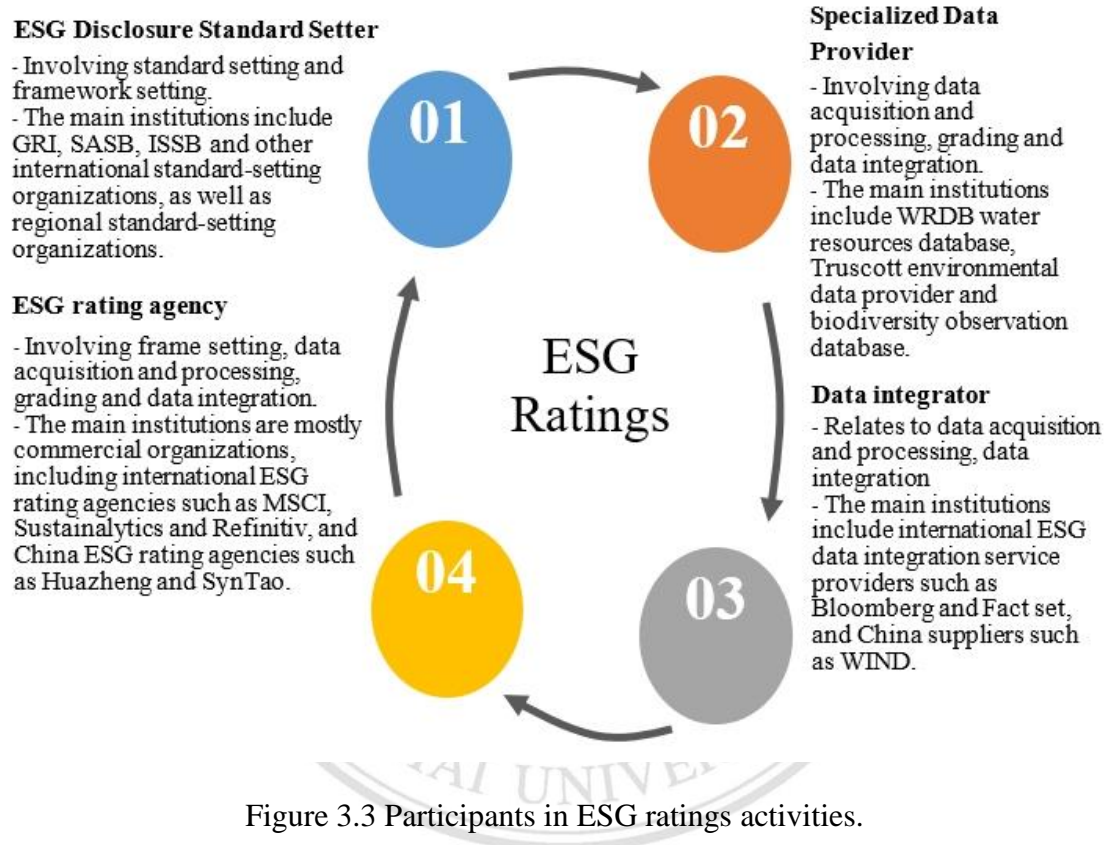 ESG Disclosure Standard Setter
- Involving standard setting and
framework setting.
- The main institutions include
GRI, SASB, ISSB and other
international standard-setting
organizations, as well as
regional standard-setting
organizations.
01
02
Specialized Data
Provider
- Involving data
acquisition and
processing, grading and
data integration.
- The main institutions
include WRDB water
resources database,
Truscott environmental
data provider and
biodiversity observation
database.
ESG
Ratings
ESG rating agency
- Involving frame setting, data
acquisition and processing,
grading and data integration.
- The main institutions are mostly
commercial organizations,
including international ESG
rating agencies such as MSCI,
Sustainalytics and Refinitiv, and
China ESG rating agencies such
as Huazheng and SynTao.
04
03
Data integrator
- Relates to data acquisition
and processing, data
integration
- The main institutions
include international ESG
data integration service
providers such as
Bloomberg and Fact set,
and China suppliers such
as WIND.
Figure 3.3 Participants in ESG ratings activities.